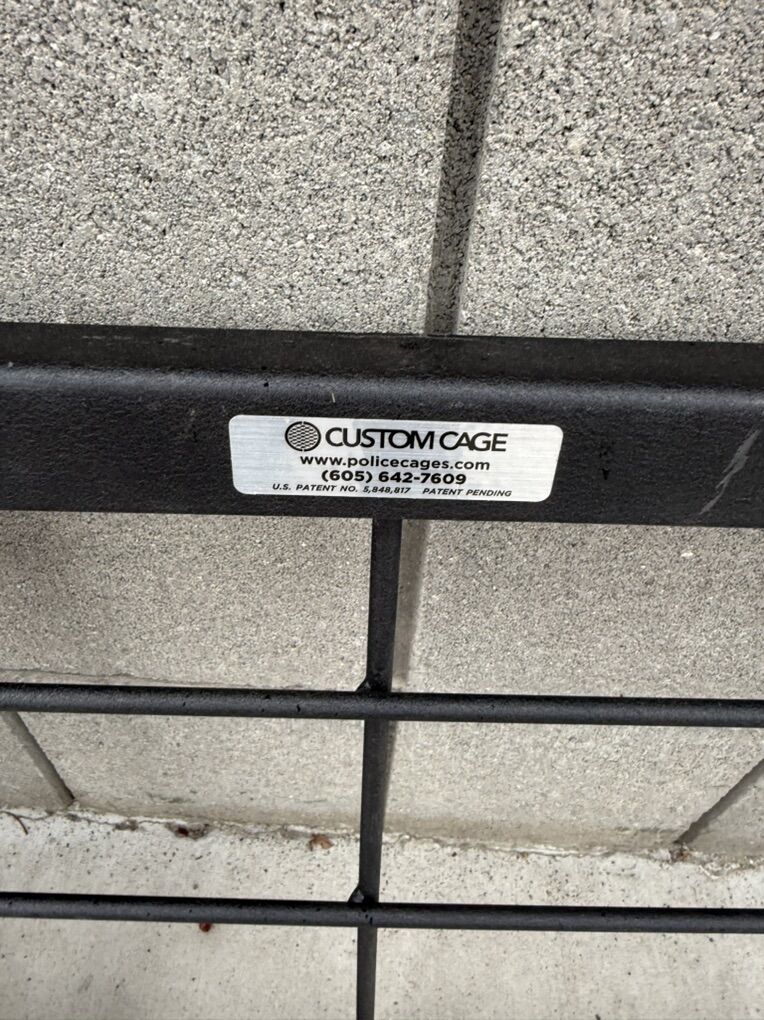 CUSTOM CAGE
www.policecages.com
(605) 642-7609
U.S. PATENT NO. 5,848,817 PATENT PENDING